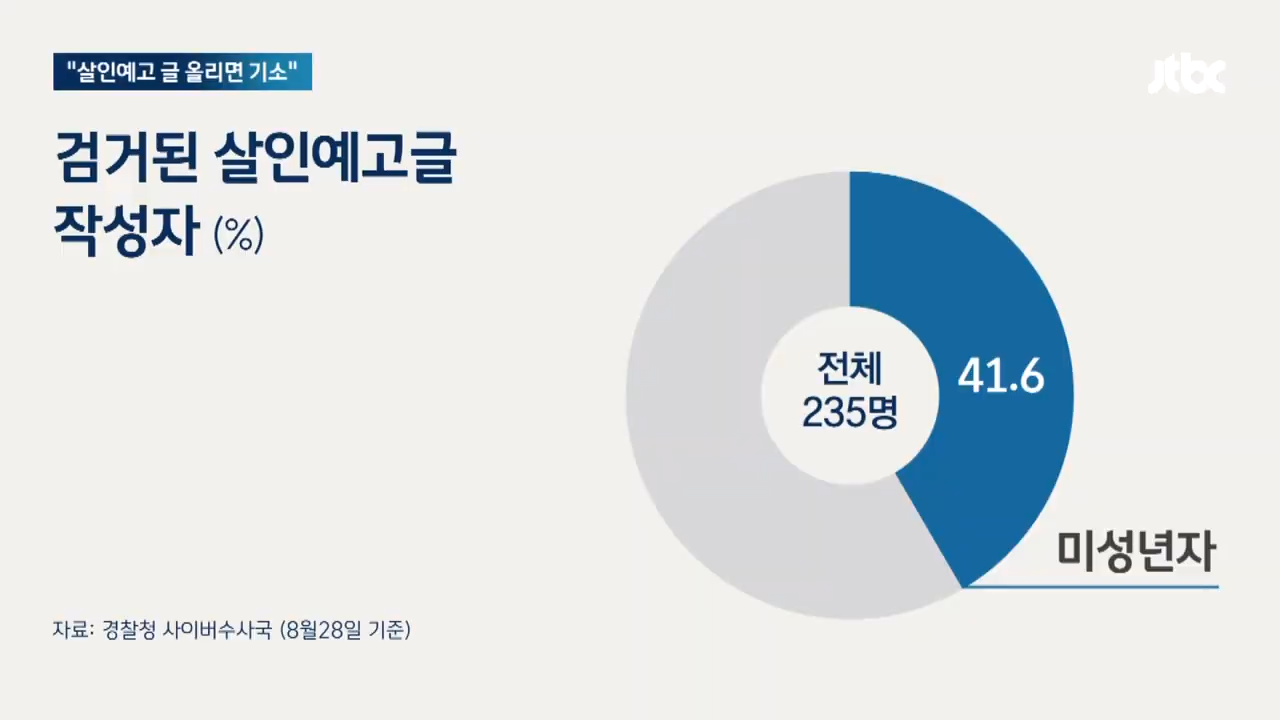 "살인예고 글 올리면 기소"
jtbc
검거된 살인예고글
작성자 (%)
전체
235명
41.6
미성년자
자료: 경찰청 사이버수사국 (8월28일 기준)